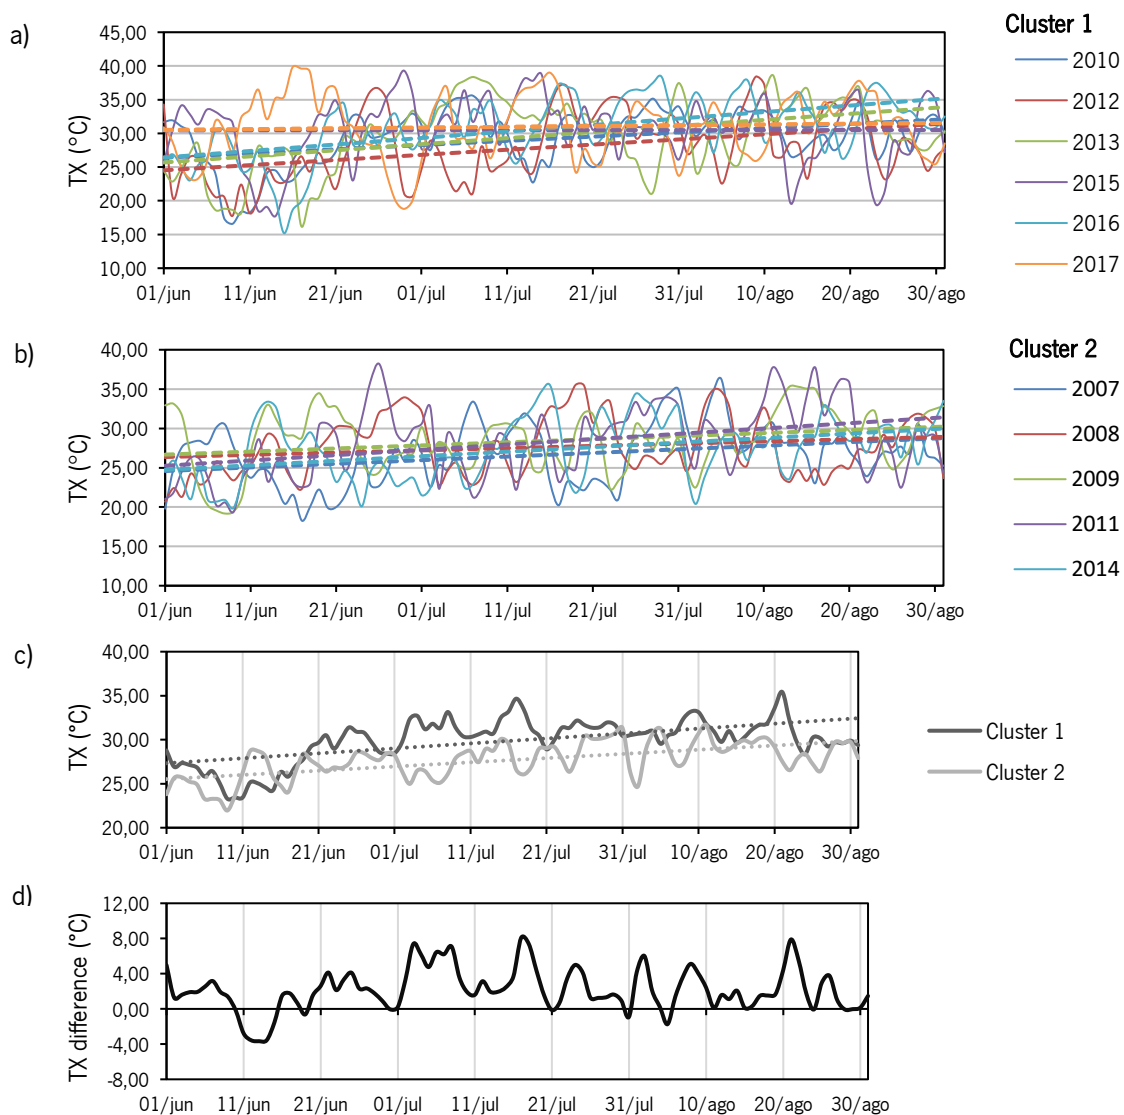 a)
TX (°C)
45,00
40,00
35,00
30,00
25,00
20,00
15,00
10,00
01/jun 11/jun 21/jun 01/jul 11/jul 21/jul 31/jul 10/ago 20/ago 30/ago
Cluster 1
2010
2012
2013
2015
2016
2017
b)
TX (°C)
40,00
35,00
30,00
25,00
20,00
15,00
10,00
01/jun 11/jun 21/jun 01/jul 11/jul 21/jul 31/jul 10/ago 20/ago 30/ago
Cluster 2
2007
2008
2009
2011
2014
c)
TX (°C)
40,00
35,00
30,00
25,00
20,00
01/jun 11/jun 21/jun 01/jul 11/jul 21/jul 31/jul 10/ago 20/ago 30/ago
Cluster 1
Cluster 2
d)
TX difference (°C)
12,00
8,00
4,00
0,00
-4,00
-8,00
01/jun 11/jun 21/jun 01/jul 11/jul 21/jul 31/jul 10/ago 20/ago 30/ago